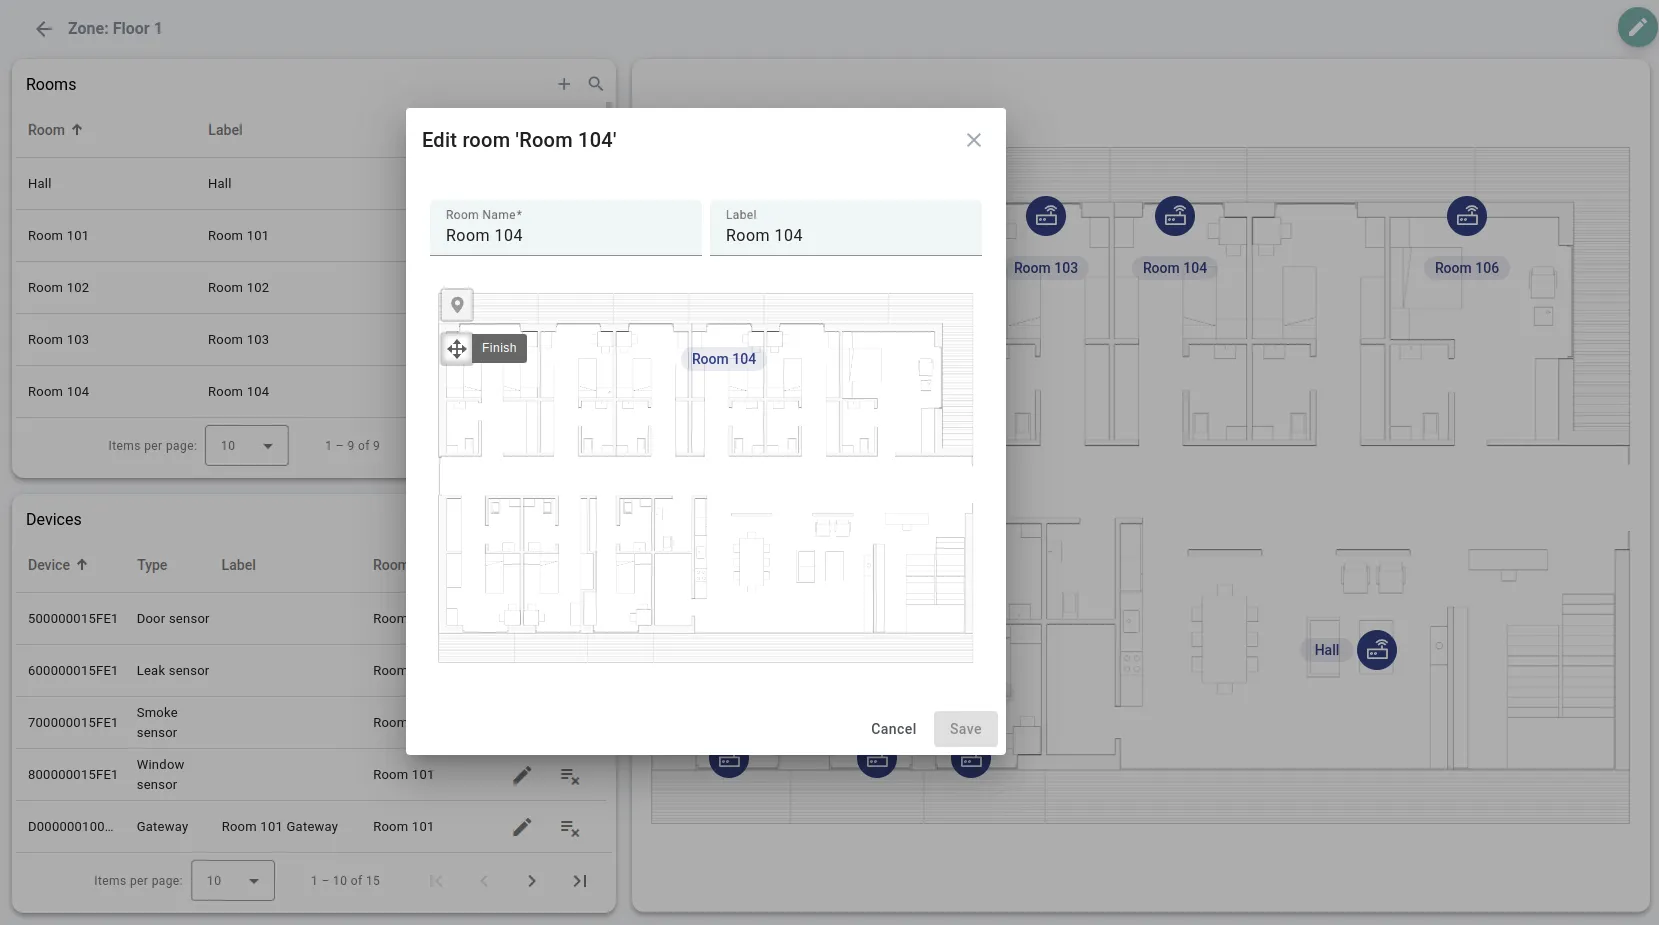 Zone: Floor 1
Rooms
Room Label
Hall Hall
Room 101 Room 101
Room 102 Room 102
Room 103 Room 103
Room 104 Room 104
Items per page: 10 1 – 9 of 9
Devices
Device Type Label Room
500000015FE1 Door sensor Room
600000015FE1 Leak sensor Room
700000015FE1 Smoke sensor Room
800000015FE1 Window sensor Room 101
D000000100… Gateway Room 101 Gateway Room 101
Items per page: 10 1 – 10 of 15
Edit room 'Room 104'
Room Name* Label
Room 104 Room 104
Finish
Room 104
Cancel Save
Room 103 Room 104 Room 106
Hall